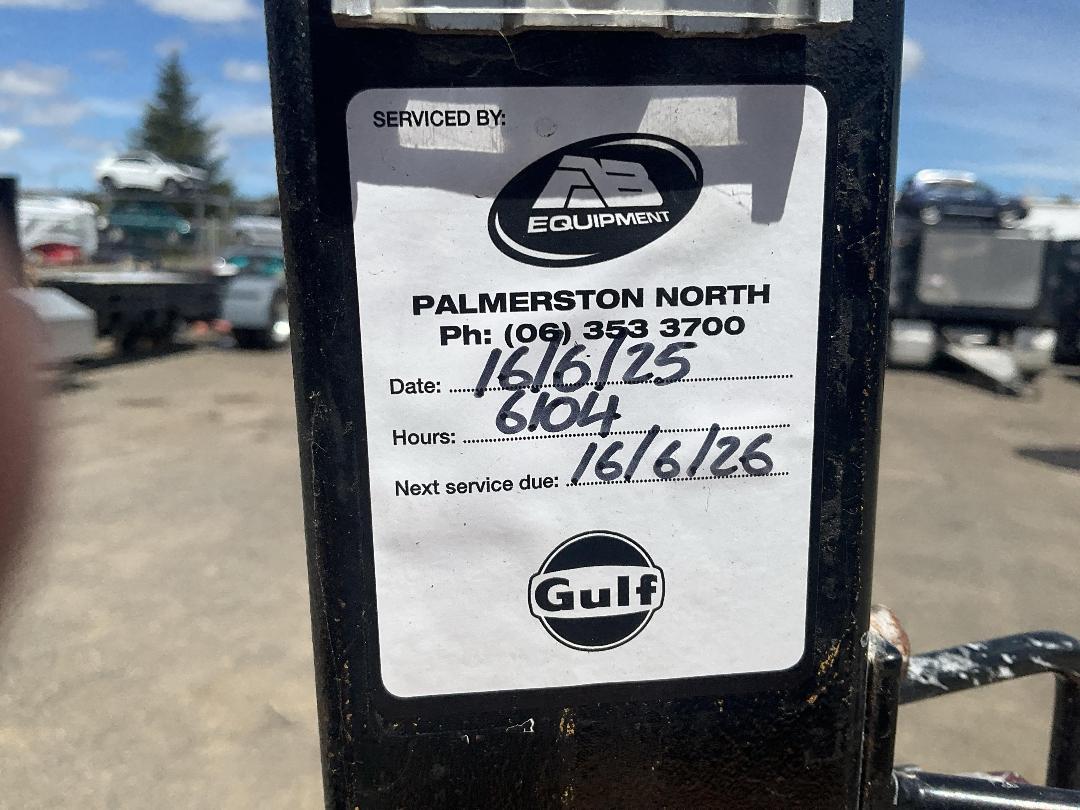 SERVICED BY:
AB
EQUIPMENT
PALMERSTON NORTH
Ph: (06) 353 3700
Date: 16/6/25
Hours: 6104
Next service due: 16/6/26
Gulf